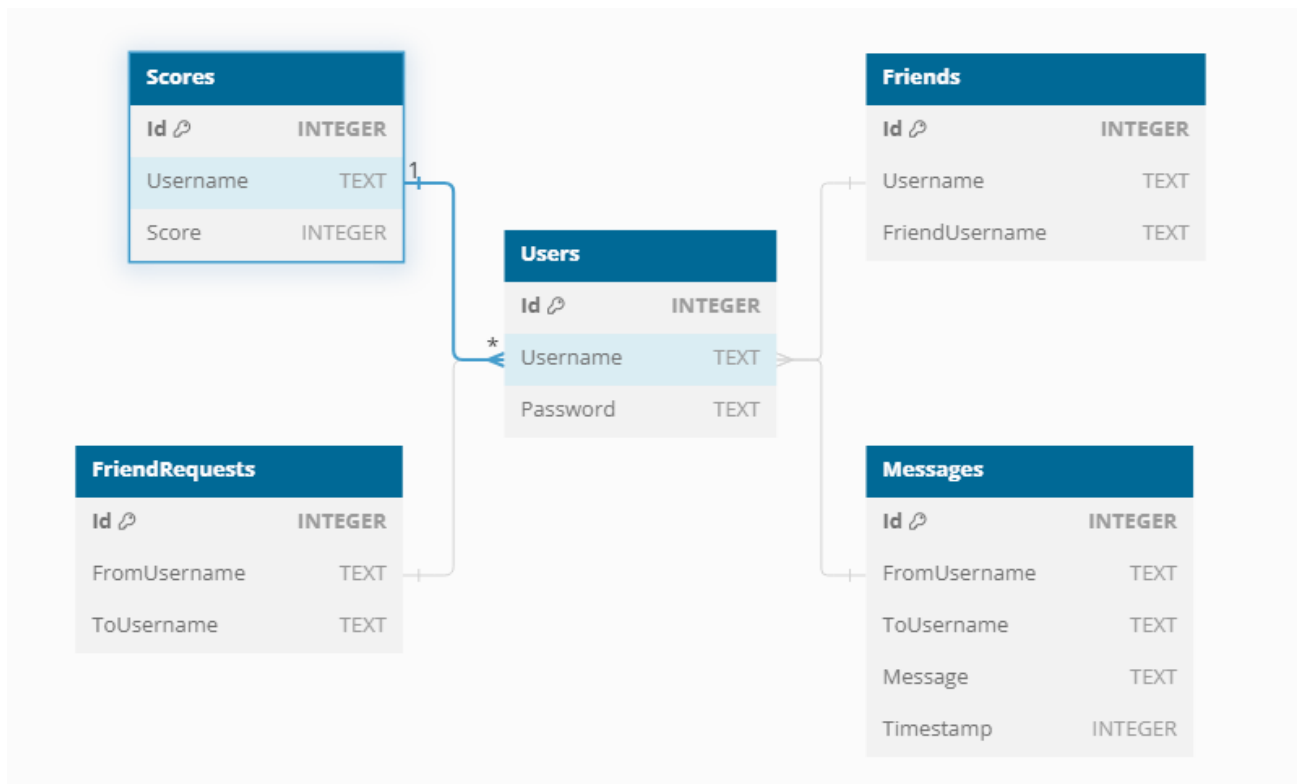 Scores
Id INTEGER
Username TEXT
Score INTEGER
1
*
Users
Id INTEGER
Username TEXT
Password TEXT
Friends
Id INTEGER
Username TEXT
FriendUsername TEXT
FriendRequests
Id INTEGER
FromUsername TEXT
ToUsername TEXT
Messages
Id INTEGER
FromUsername TEXT
ToUsername TEXT
Message TEXT
Timestamp INTEGER